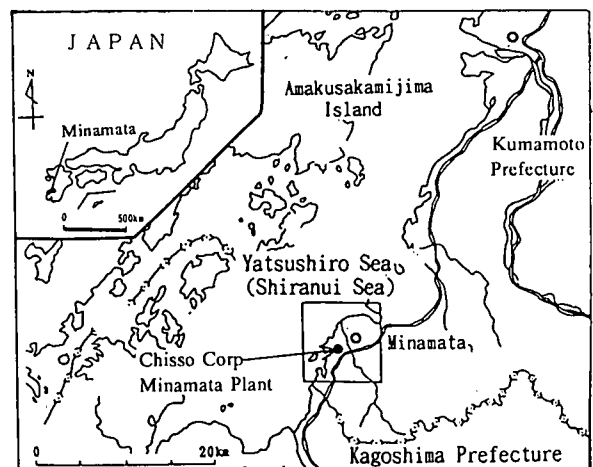 JAPAN
N
Minamata
0 500km
Amakusakamijima
Island
Kumamoto
Prefecture
Yatsushiro Sea
(Shiranui Sea)
Minamata
Chisso Corp
Minamata Plant
0 20km
Kagoshima Prefecture